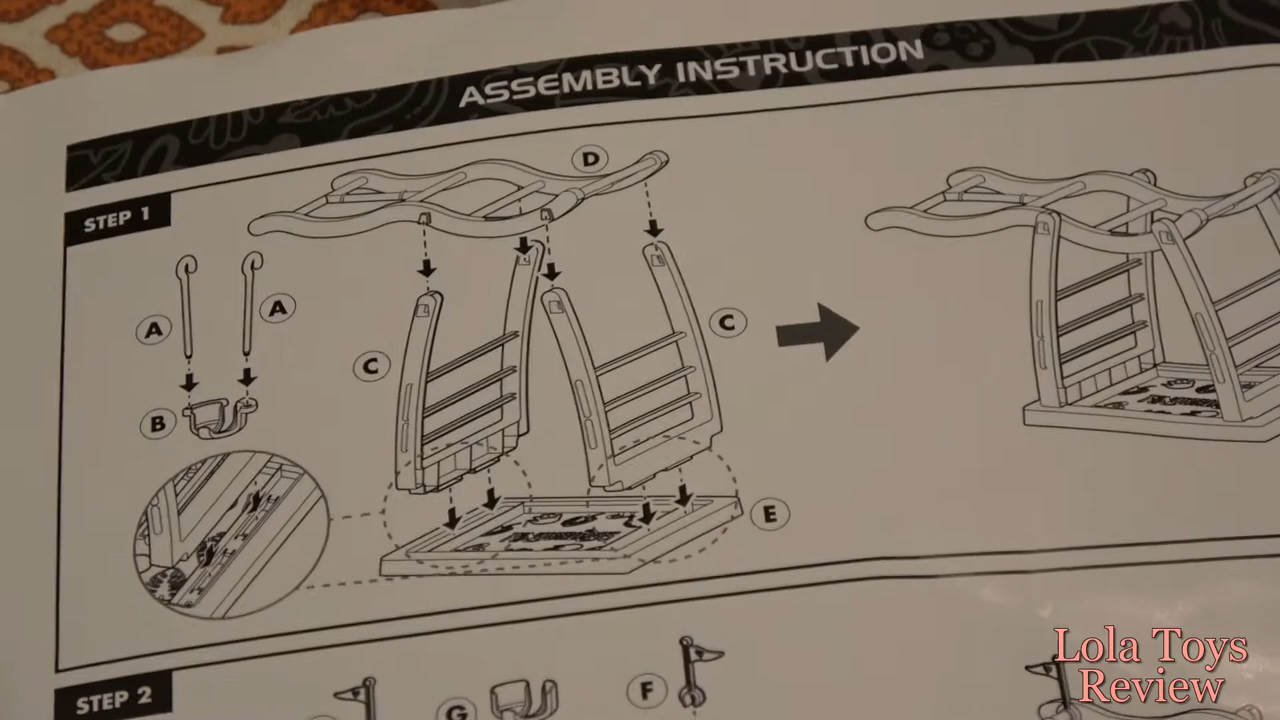 ASSEMBLY INSTRUCTION
STEP 1
D
A
A
C
C
B
E
STEP 2
F
G
Lola Toys
Review